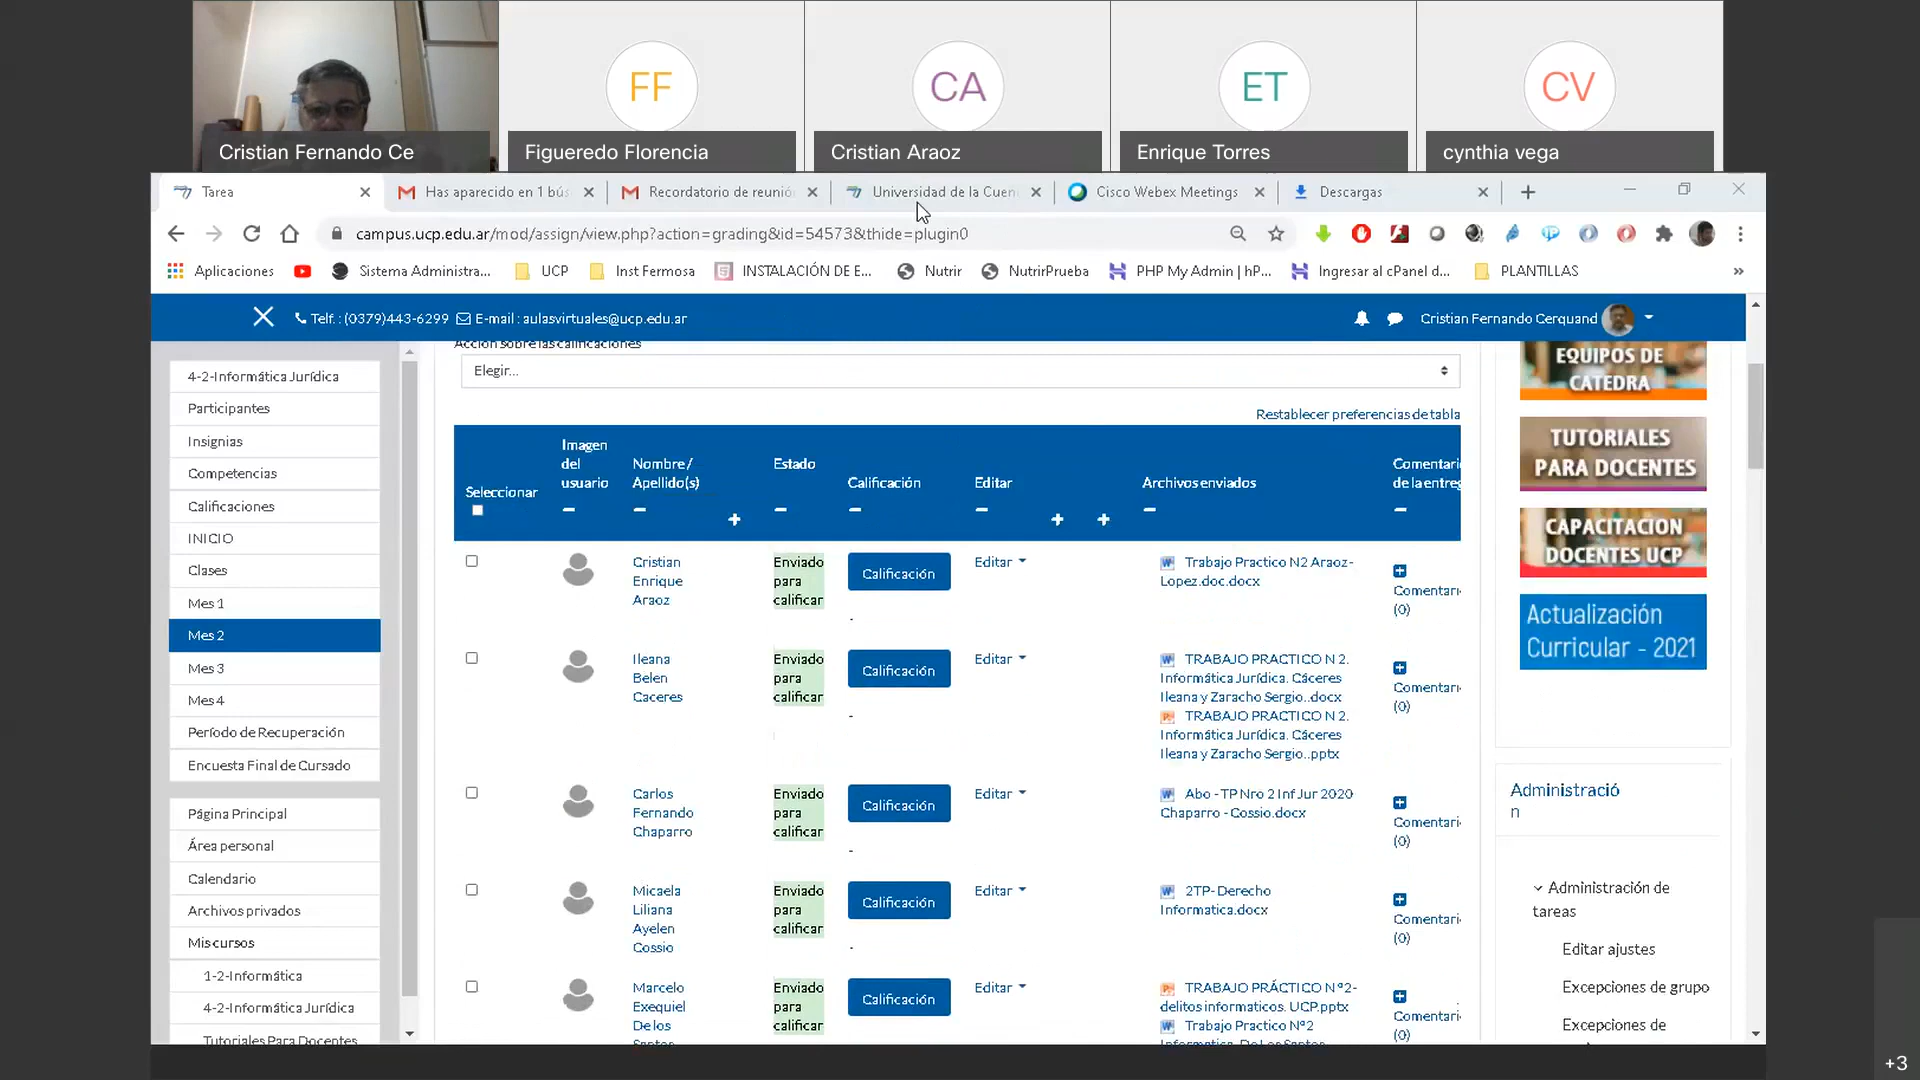 FF
CA
ET
CV
Cristian Fernando Ce
Figueredo Florencia
Cristian Araoz
Enrique Torres
cynthia vega
Tarea
Has aparecido en 1 bús
Recordatorio de reunió
Universidad de la Cuen
Cisco Webex Meetings
Descargas
campus.ucp.edu.ar/mod/assign/view.php?action=grading&id=54573&thide=plugin0
Aplicaciones
Sistema Administra...
UCP
Inst Fermosa
INSTALACIÓN DE E...
Nutrir
NutrirPrueba
PHP My Admin | hP...
Ingresar al cPanel d...
PLANTILLAS
»
Telf. : (0379)443-6299 E-mail : aulasvirtuales@ucp.edu.ar
Cristian Fernando Cerquand
4-2-Informática Jurídica
Participantes
Insignias
Competencias
Calificaciones
INICIO
Clases
Mes 1
Mes 2
Mes 3
Mes 4
Período de Recuperación
Encuesta Final de Cursado
Página Principal
Área personal
Calendario
Archivos privados
Mis cursos
1-2-Informática
4-2-Informática Jurídica
Tutoriales Para Docentes
Acción sobre las calificaciones
Elegir...
Restablecer preferencias de tabla
Seleccionar
Imagen
del
usuario
Nombre /
Apellido(s)
Estado
Calificación
Editar
Archivos enviados
Comentari
de la entreg
Cristian
Enrique
Araoz
Enviado
para
calificar
Calificación
-
Editar
Trabajo Practico N2 Araoz-
Lopez.doc.docx
Comentari
(0)
Ileana
Belen
Caceres
Enviado
para
calificar
Calificación
-
Editar
TRABAJO PRACTICO N 2.
Informática Jurídica. Cáceres
Ileana y Zaracho Sergio..docx
TRABAJO PRACTICO N 2.
Informática Jurídica. Cáceres
Ileana y Zaracho Sergio..pptx
Comentari
(0)
Carlos
Fernando
Chaparro
Enviado
para
calificar
Calificación
-
Editar
Abo - TP Nro 2 Inf Jur 2020
Chaparro - Cossio.docx
Comentari
(0)
Micaela
Liliana
Ayelen
Cossio
Enviado
para
calificar
Calificación
-
Editar
2TP- Derecho
Informatica.docx
Comentari
(0)
Marcelo
Exequiel
De los
Santos
Enviado
para
calificar
Calificación
Editar
TRABAJO PRÁCTICO Nª2-
delitos informaticos. UCP.pptx
Trabajo Practico Nª2
Informatica. De Los Santos
Comentari
(0)
EQUIPOS DE
CATEDRA
TUTORIALES
PARA DOCENTES
CAPACITACION
DOCENTES UCP
Actualización
Curricular - 2021
Administració
n
Administración de
tareas
Editar ajustes
Excepciones de grupo
Excepciones de
+3